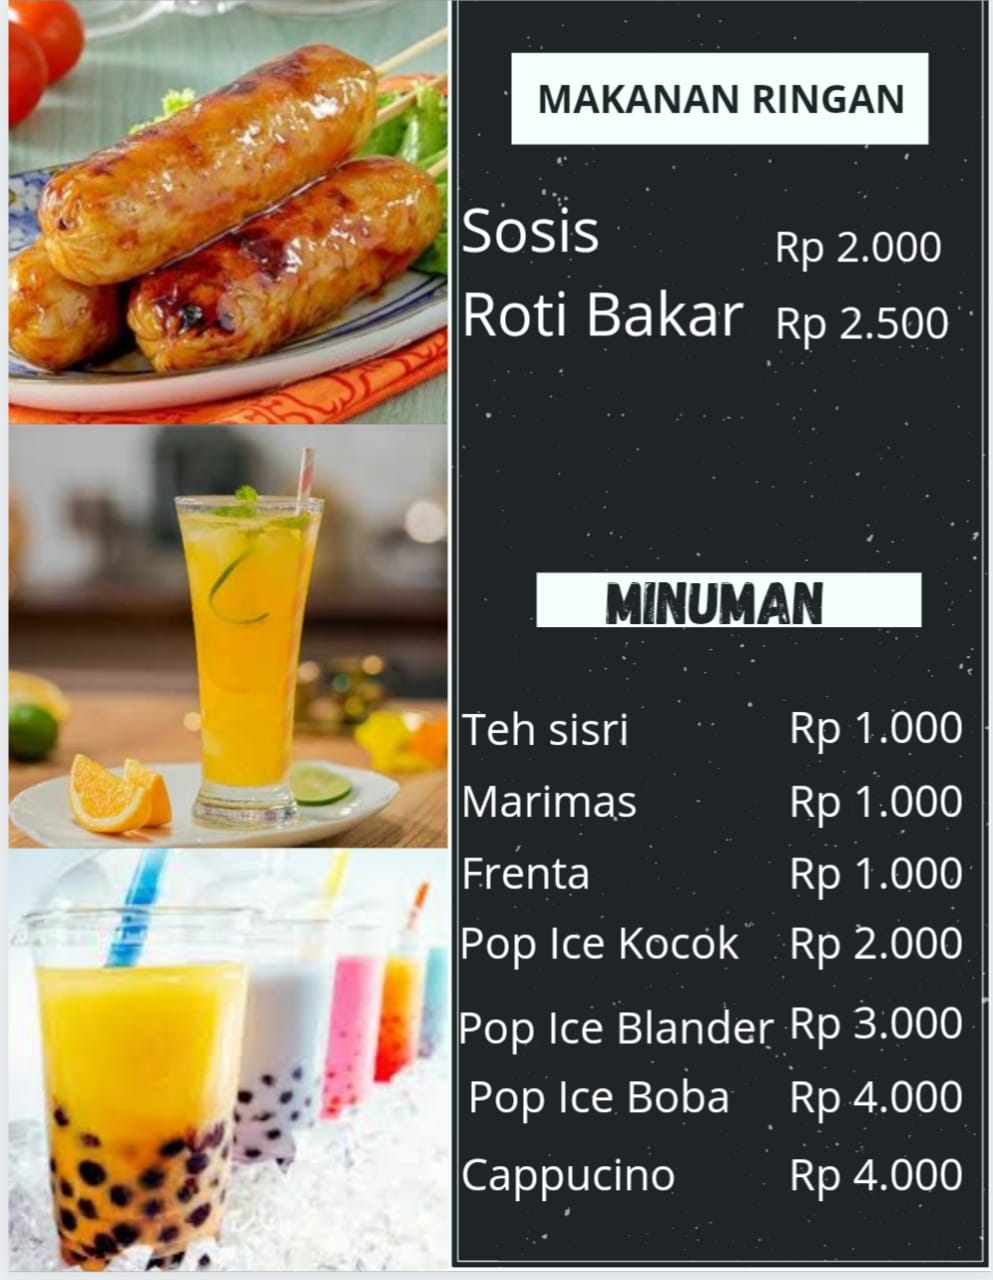 MAKANAN RINGAN
Sosis Rp 2.000
Roti Bakar Rp 2.500
MINUMAN
Teh sisri Rp 1.000
Marimas Rp 1.000
Frenta Rp 1.000
Pop Ice Kocok Rp 2.000
Pop Ice Blander Rp 3.000
Pop Ice Boba Rp 4.000
Cappucino Rp 4.000